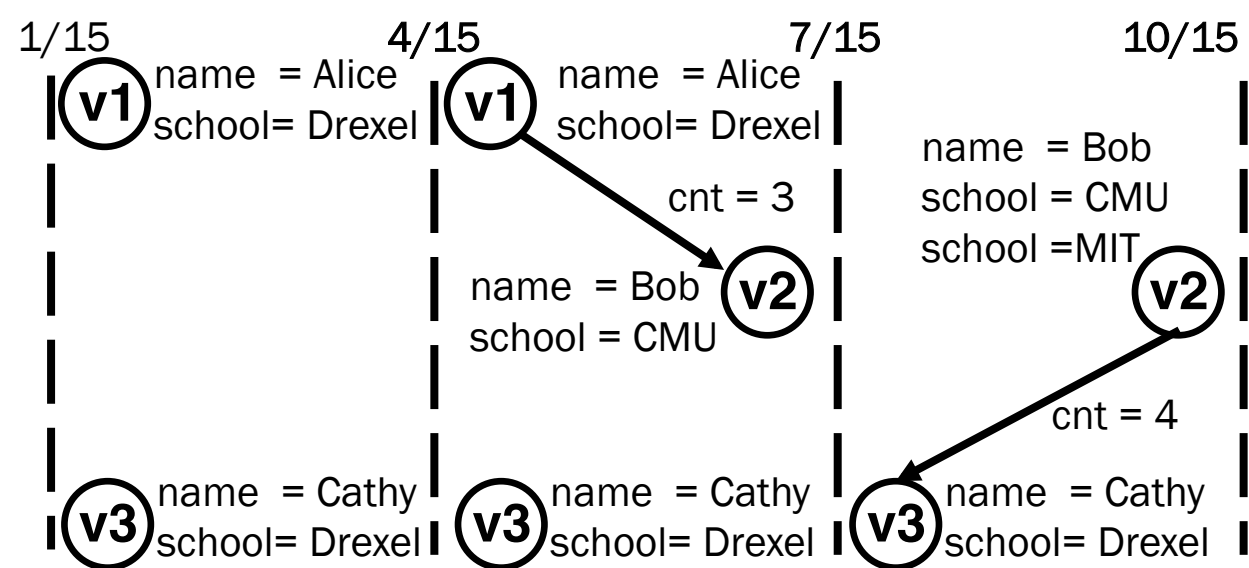 1/15
4/15
7/15
10/15
v1
name = Alice
school= Drexel
v1
name = Alice
school= Drexel
cnt = 3
name = Bob
school = CMU
v2
name = Bob
school = CMU
school =MIT
v2
cnt = 4
v3
name = Cathy
school= Drexel
v3
name = Cathy
school= Drexel
v3
name = Cathy
school= Drexel